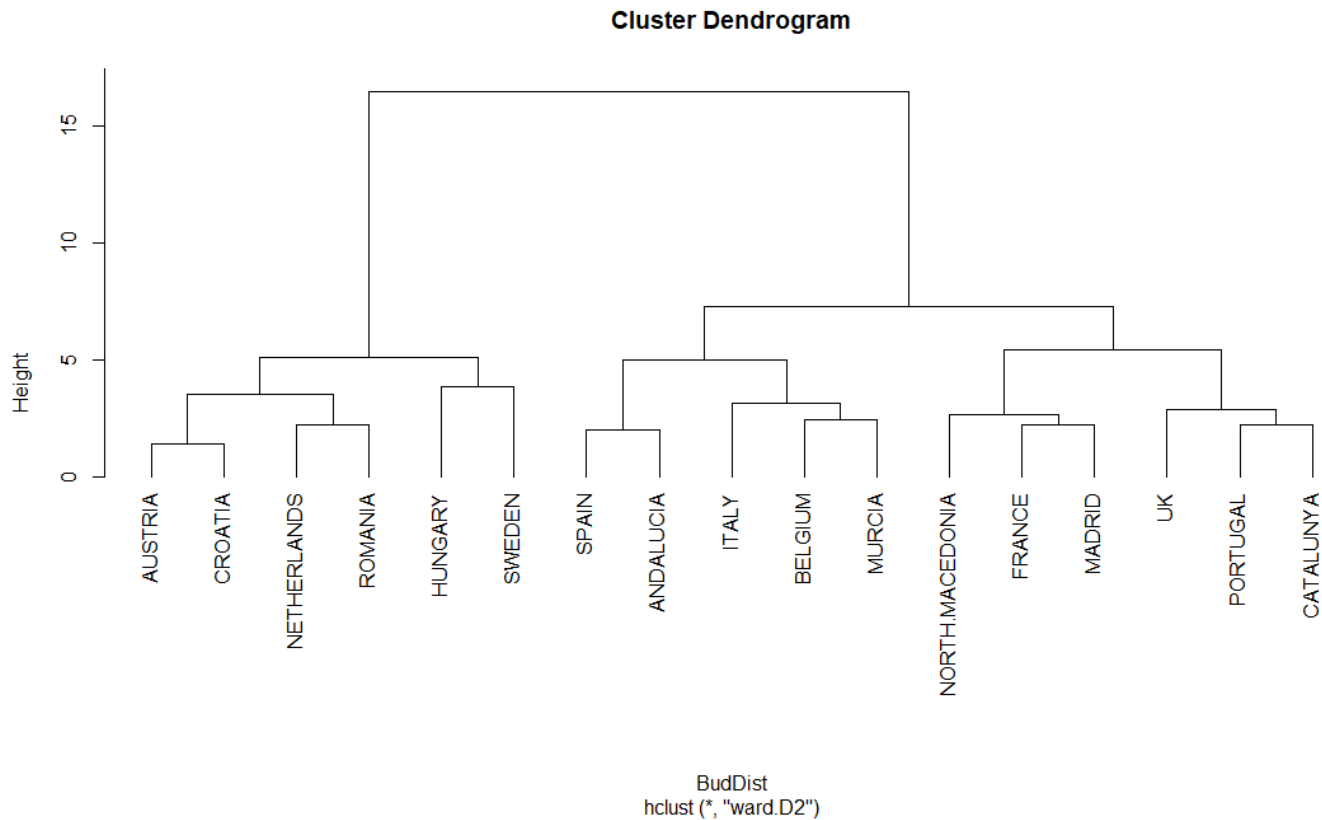 Cluster Dendrogram
Height
15
10
5
0
AUSTRIA
CROATIA
NETHERLANDS
ROMANIA
HUNGARY
SWEDEN
SPAIN
ANDALUCIA
ITALY
BELGIUM
MURCIA
NORTH.MACEDONIA
FRANCE
MADRID
UK
PORTUGAL
CATALUNYA
BudDist
hclust (*, "ward.D2")